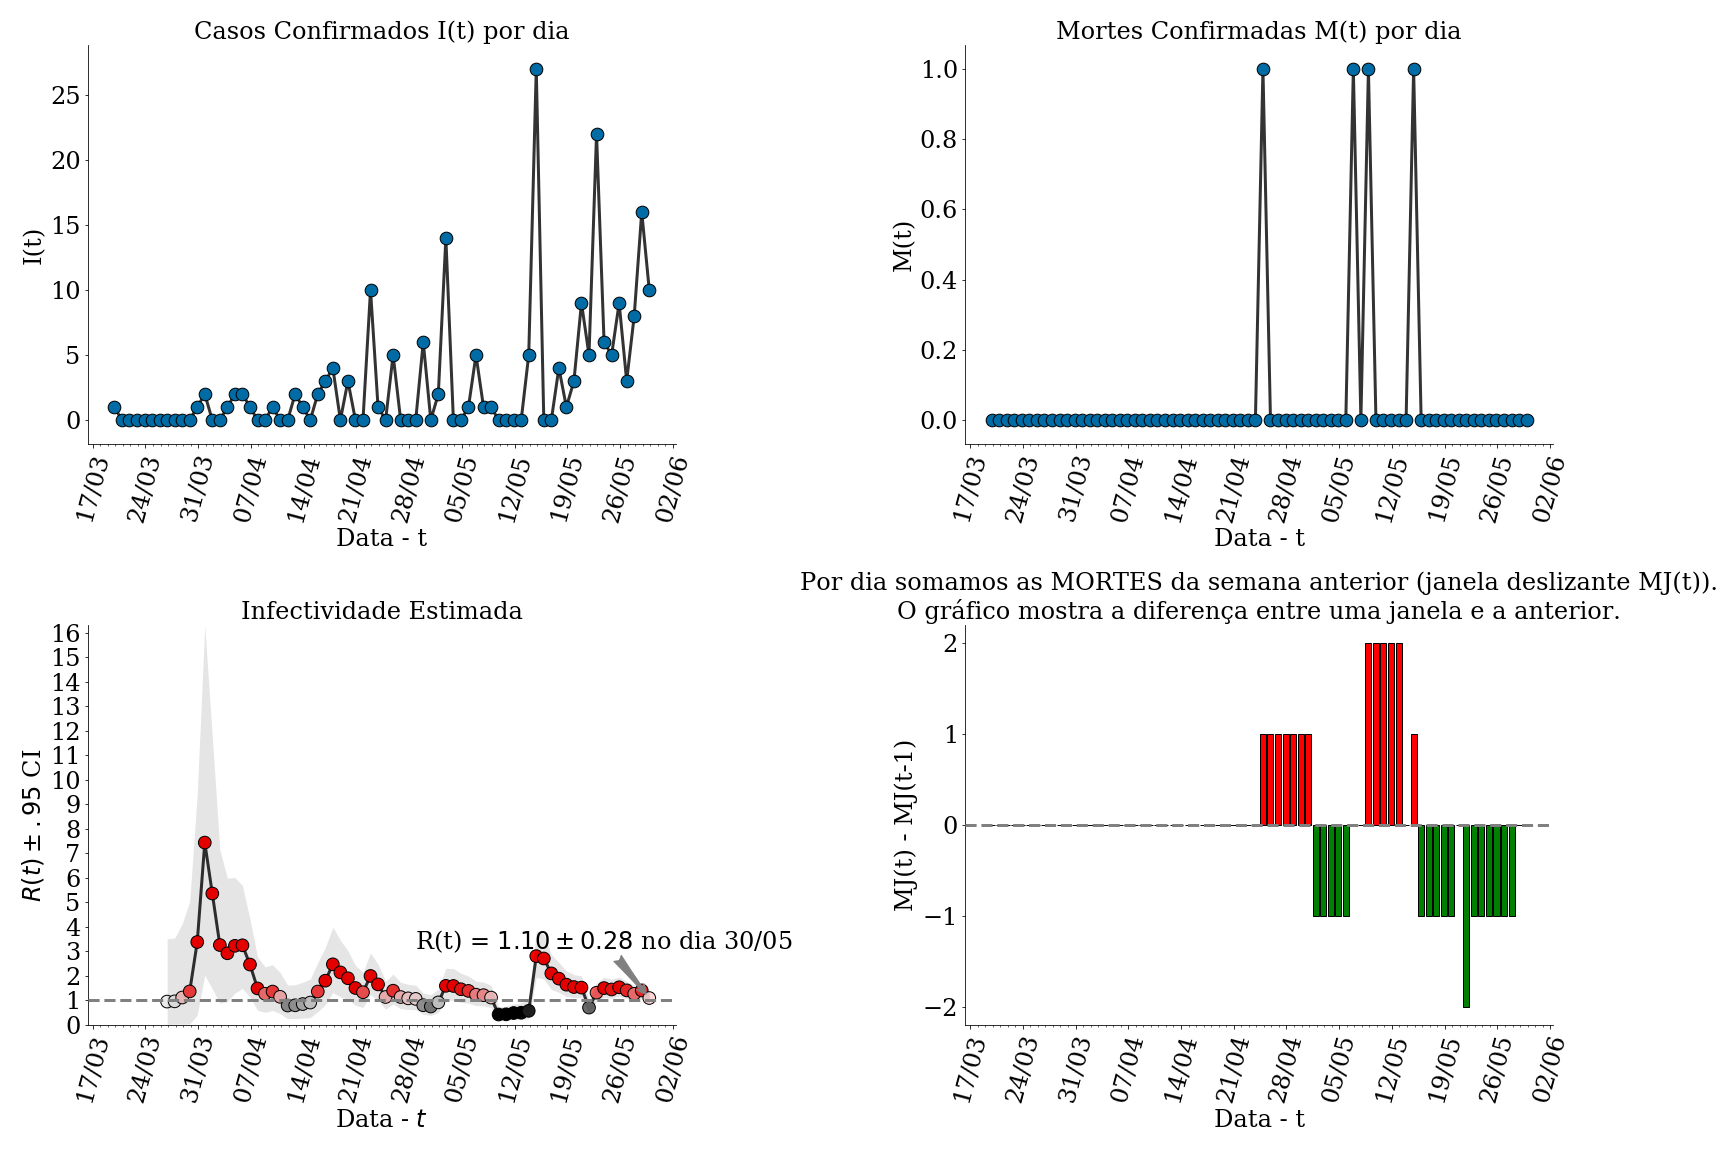 Casos Confirmados I(t) por dia
25
20
15
10
5
0
I(t)
17/03 24/03 31/03 07/04 14/04 21/04 28/04 05/05 12/05 19/05 26/05 02/06
Data - t
Mortes Confirmadas M(t) por dia
1.0
0.8
0.6
0.4
0.2
0.0
M(t)
17/03 24/03 31/03 07/04 14/04 21/04 28/04 05/05 12/05 19/05 26/05 02/06
Data - t
Infectividade Estimada
16
15
14
13
12
11
10
9
8
7
6
5
4
3
2
1
0
R(t) ± .95 CI
R(t) = 1.10 ± 0.28 no dia 30/05
17/03 24/03 31/03 07/04 14/04 21/04 28/04 05/05 12/05 19/05 26/05 02/06
Data - t
Por dia somamos as MORTES da semana anterior (janela deslizante MJ(t)).
O gráfico mostra a diferença entre uma janela e a anterior.
2
1
0
−1
−2
MJ(t) - MJ(t-1)
17/03 24/03 31/03 07/04 14/04 21/04 28/04 05/05 12/05 19/05 26/05 02/06
Data - t